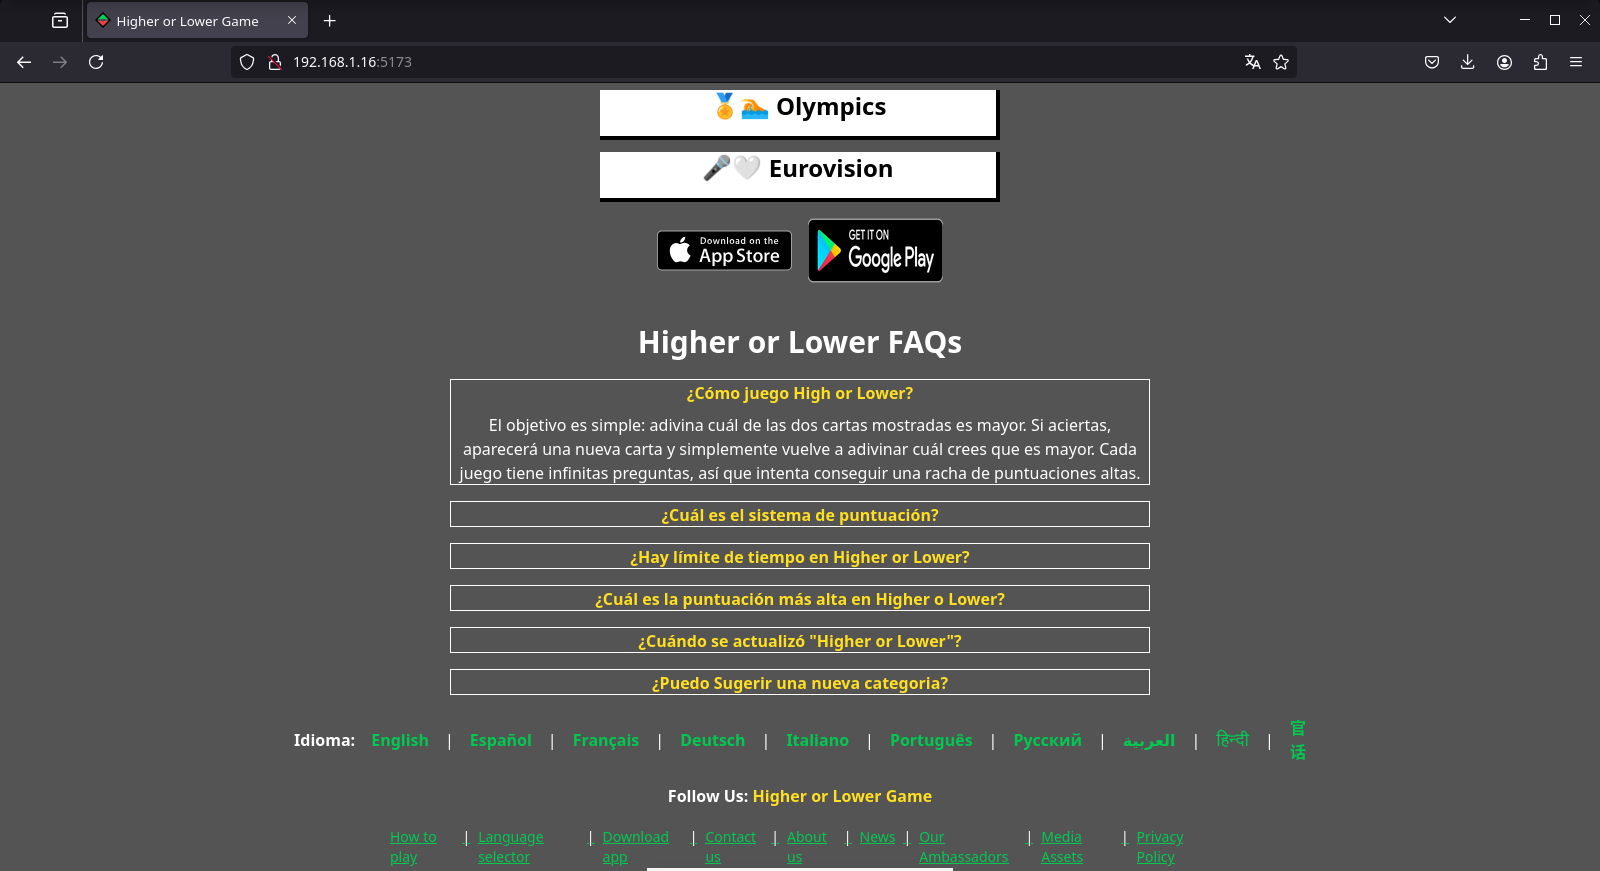 Higher or Lower Game
192.168.1.16:5173
🏅🏊 Olympics
🎤🤍 Eurovision
Download on the
App Store
GET IT ON
Google Play
Higher or Lower FAQs
¿Cómo juego High or Lower?
El objetivo es simple: adivina cuál de las dos cartas mostradas es mayor. Si aciertas,
aparecerá una nueva carta y simplemente vuelve a adivinar cuál crees que es mayor. Cada
juego tiene infinitas preguntas, así que intenta conseguir una racha de puntuaciones altas.
¿Cuál es el sistema de puntuación?
¿Hay límite de tiempo en Higher or Lower?
¿Cuál es la puntuación más alta en Higher o Lower?
¿Cuándo se actualizó "Higher or Lower"?
¿Puedo Sugerir una nueva categoria?
Idioma: English | Español | Français | Deutsch | Italiano | Português | Русский | العربية | हिन्दी | 官
话
Follow Us: Higher or Lower Game
How to | Language | Download | Contact | About | News | Our | Media | Privacy
play selector app us us Ambassadors Assets Policy